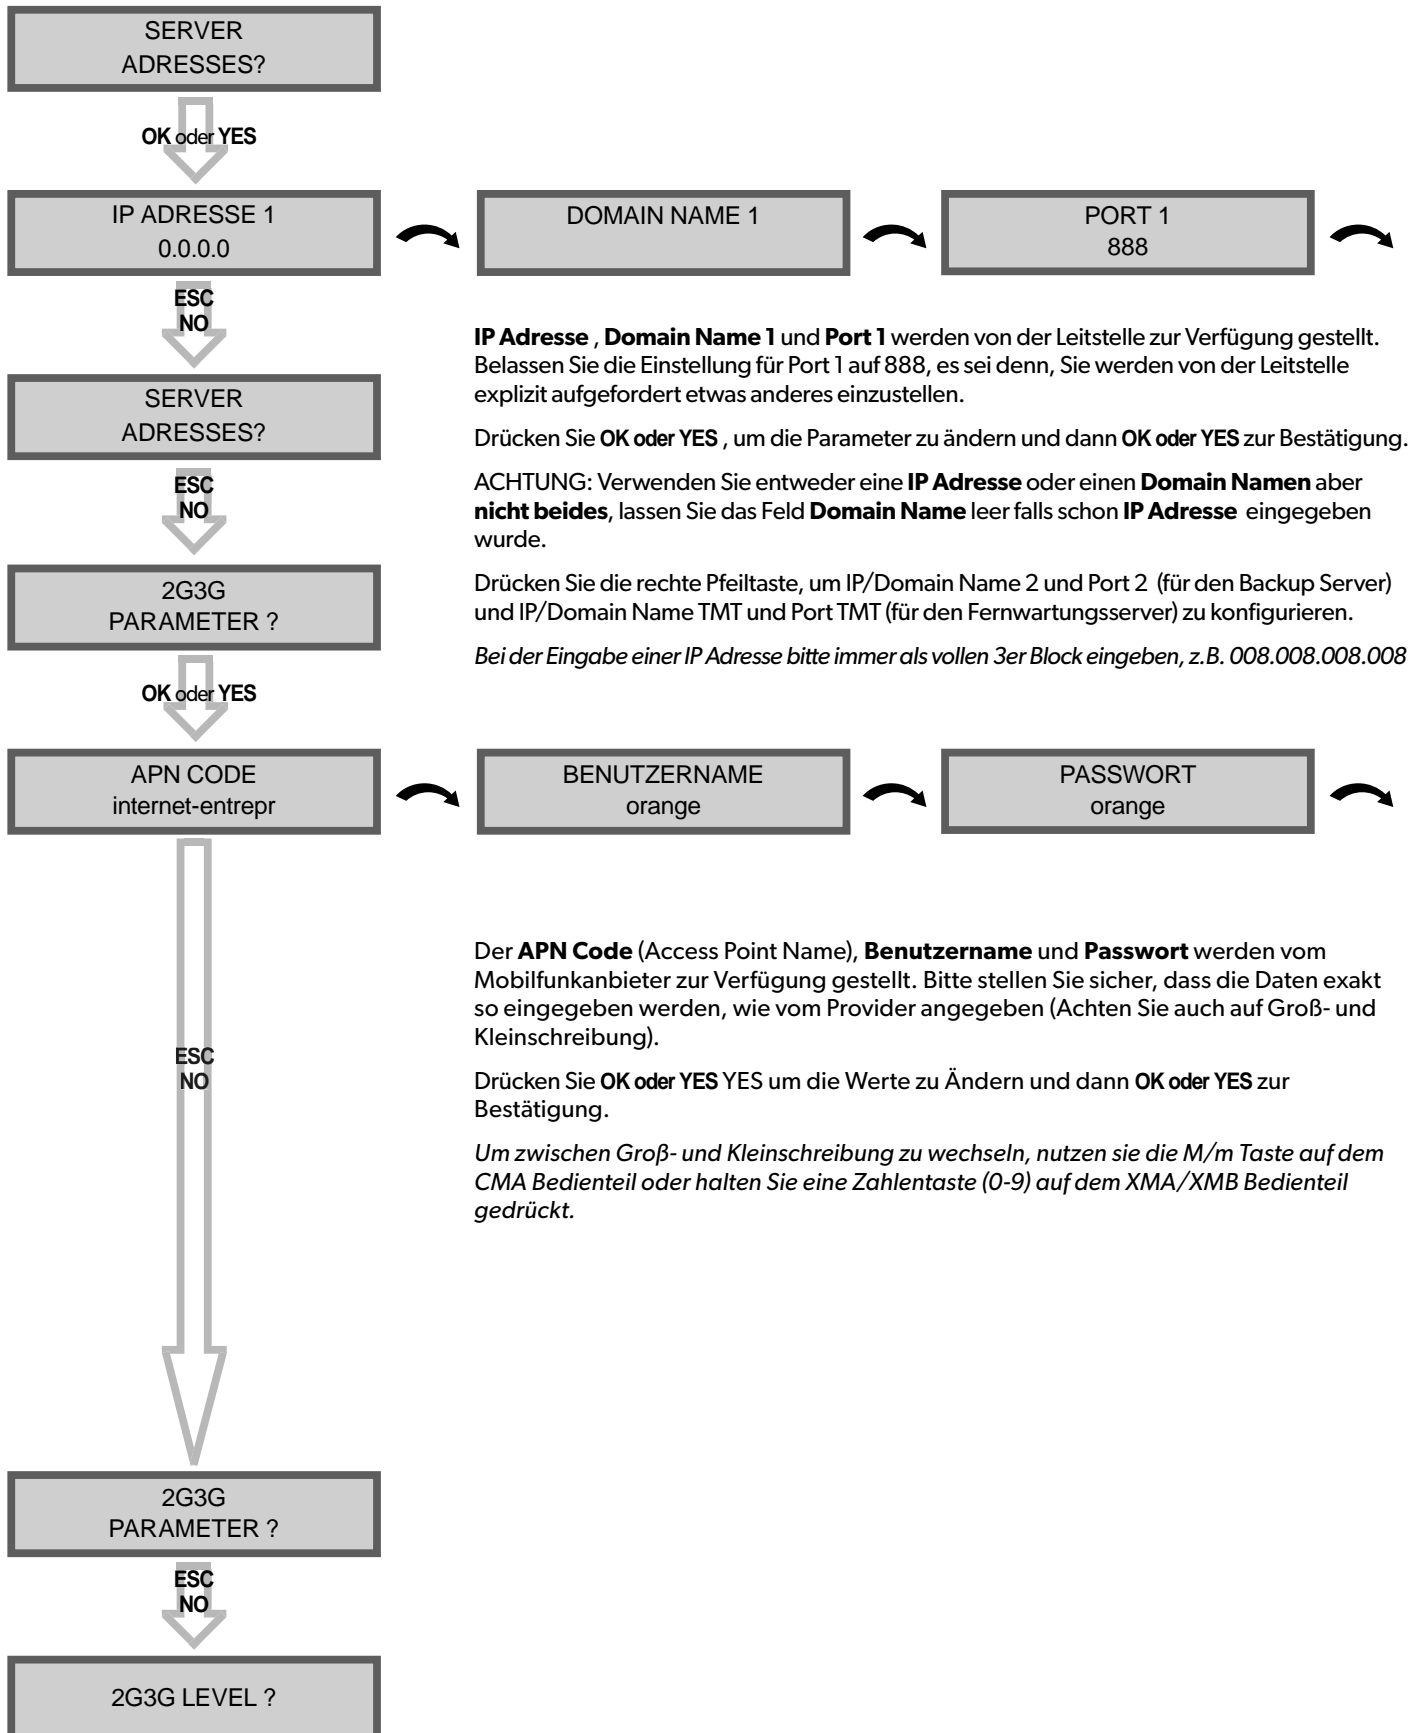 SERVER
ADRESSES?
OK oder YES
IP ADRESSE 1
0.0.0.0
DOMAIN NAME 1
PORT 1
888
ESC
NO
IP Adresse , Domain Name 1 und Port 1 werden von der Leitstelle zur Verfügung gestellt.
Belassen Sie die Einstellung für Port 1 auf 888, es sei denn, Sie werden von der Leitstelle
explizit aufgefordert etwas anderes einzustellen.
SERVER
ADRESSES?
Drücken Sie OK oder YES , um die Parameter zu ändern und dann OK oder YES zur Bestätigung.
ESC
NO
ACHTUNG: Verwenden Sie entweder eine IP Adresse oder einen Domain Namen aber
nicht beides, lassen Sie das Feld Domain Name leer falls schon IP Adresse eingegeben
wurde.
2G3G
PARAMETER ?
Drücken Sie die rechte Pfeiltaste, um IP/Domain Name 2 und Port 2 (für den Backup Server)
und IP/Domain Name TMT und Port TMT (für den Fernwartungsserver) zu konfigurieren.
Bei der Eingabe einer IP Adresse bitte immer als vollen 3er Block eingeben, z.B. 008.008.008.008
OK oder YES
APN CODE
internet-entrepr
BENUTZERNAME
orange
PASSWORT
orange
Der APN Code (Access Point Name), Benutzername und Passwort werden vom
Mobilfunkanbieter zur Verfügung gestellt. Bitte stellen Sie sicher, dass die Daten exakt
so eingegeben werden, wie vom Provider angegeben (Achten Sie auch auf Groß- und
Kleinschreibung).
ESC
NO
Drücken Sie OK oder YES YES um die Werte zu Ändern und dann OK oder YES zur
Bestätigung.
Um zwischen Groß- und Kleinschreibung zu wechseln, nutzen sie die M/m Taste auf dem
CMA Bedienteil oder halten Sie eine Zahlentaste (0-9) auf dem XMA/XMB Bedienteil
gedrückt.
2G3G
PARAMETER ?
ESC
NO
2G3G LEVEL ?